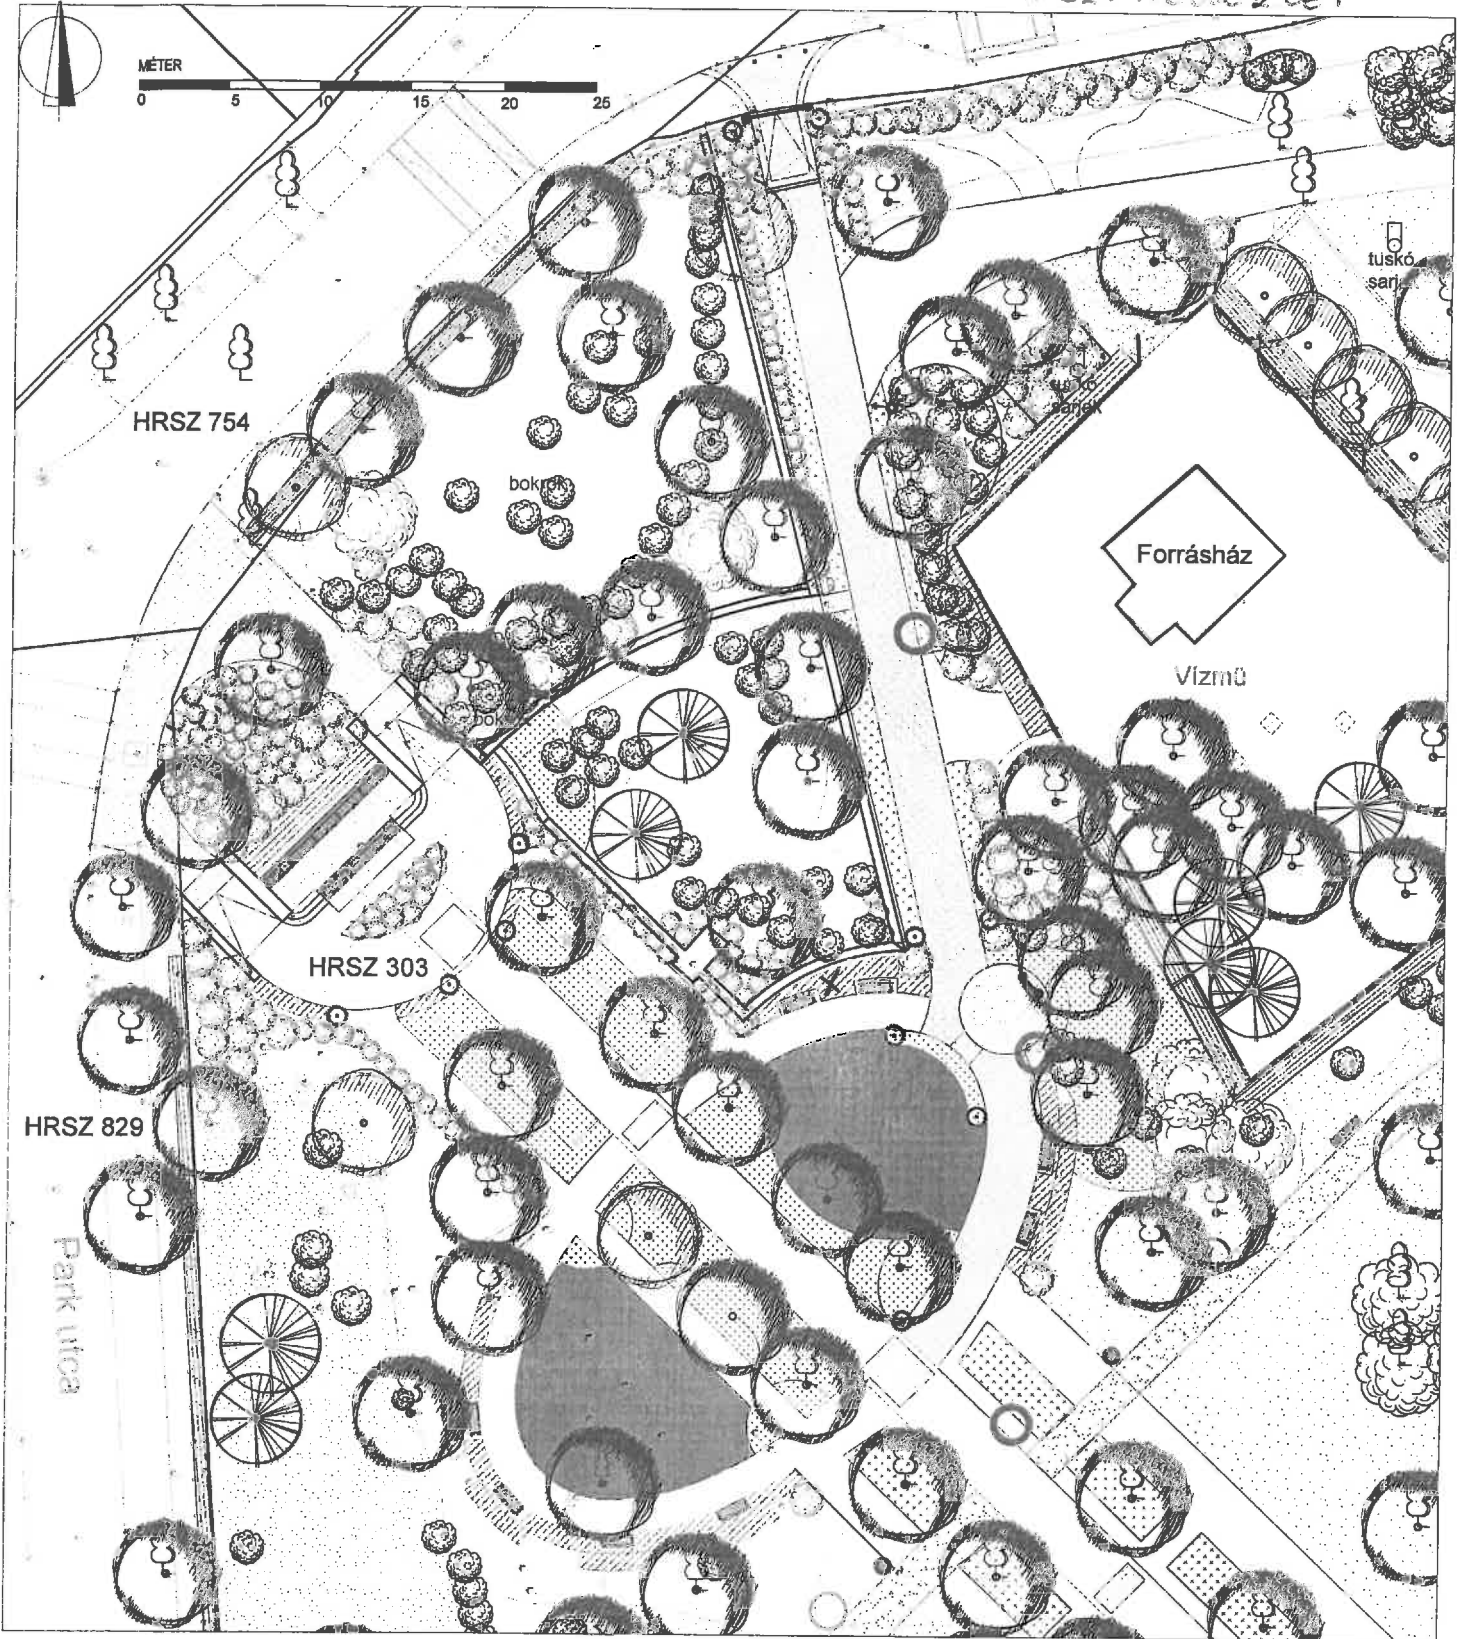 MÉTER
0 5 10 15 20 25
tuskó
HRSZ 754
bokrok
Forrásház
Vízmű
HRSZ 303
HRSZ 829
Park utca